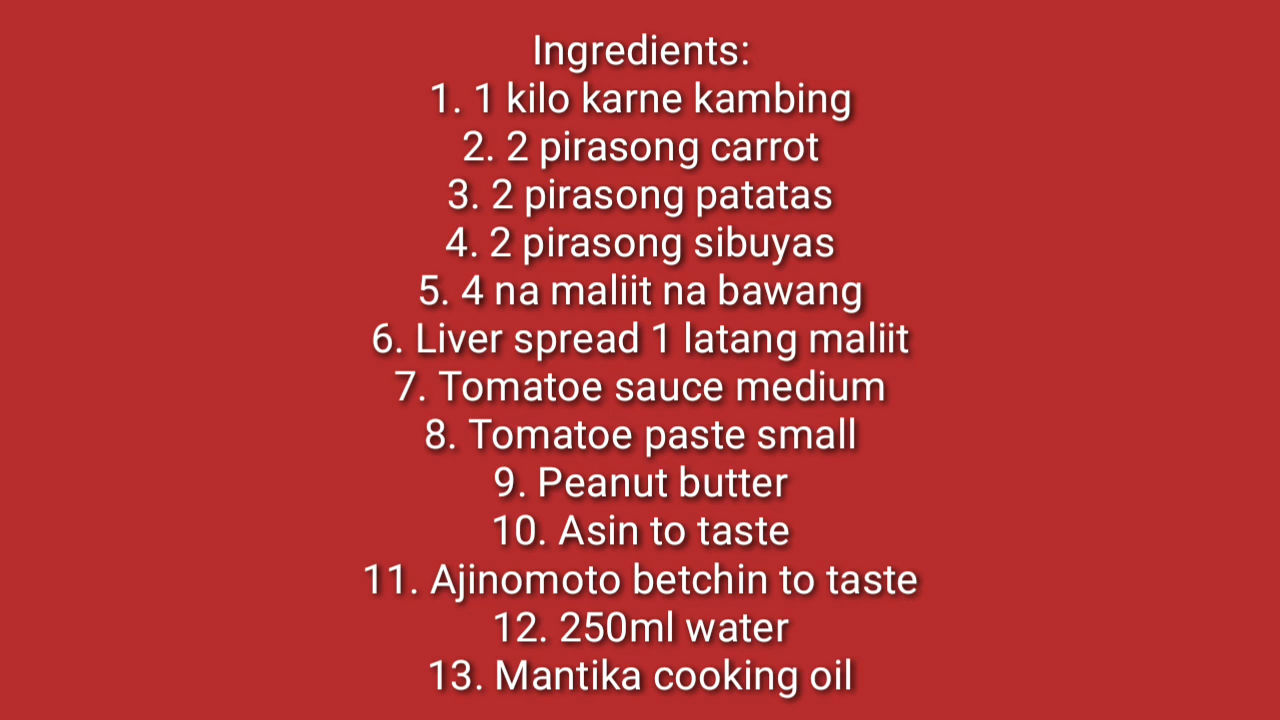 Ingredients:
1. 1 kilo karne kambing
2. 2 pirasong carrot
3. 2 pirasong patatas
4. 2 pirasong sibuyas
5. 4 na maliit na bawang
6. Liver spread 1 latang maliit
7. Tomatoe sauce medium
8. Tomatoe paste small
9. Peanut butter
10. Asin to taste
11. Ajinomoto betchin to taste
12. 250ml water
13. Mantika cooking oil